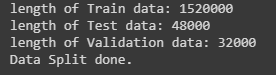 length of Train data: 1520000
length of Test data: 48000
length of Validation data: 32000
Data Split done.